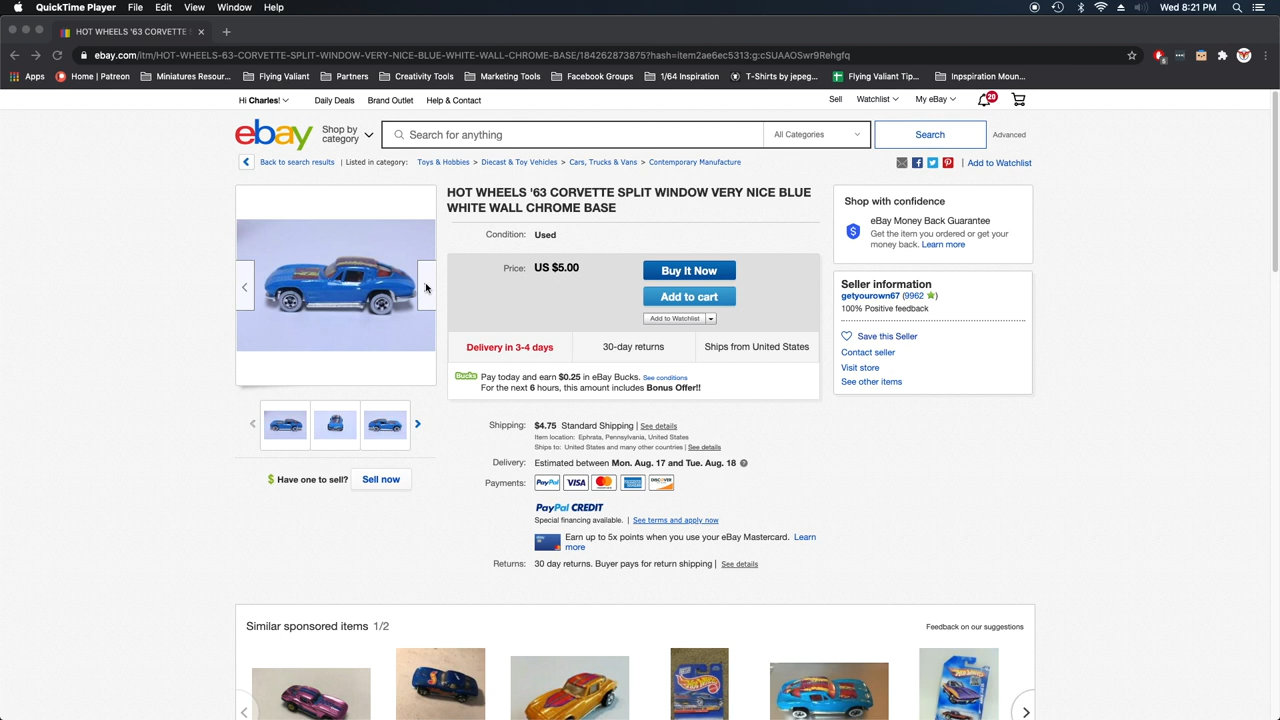 QuickTime Player File Edit View Window Help Wed 8:21 PM
HOT WHEELS '63 CORVETTE S
ebay.com/itm/HOT-WHEELS-63-CORVETTE-SPLIT-WINDOW-VERY-NICE-BLUE-WHITE-WALL-CHROME-BASE/184262873875?hash=item2ae6ec5313:g:cSUAAOSwr9Rehgfq
Apps Home | Patreon Miniatures Resour... Flying Valiant Partners Creativity Tools Marketing Tools Facebook Groups 1/64 Inspiration T-Shirts by jepeg... Flying Valiant Tip... Inpspiration Moun...
Hi Charles! Daily Deals Brand Outlet Help & Contact Sell Watchlist My eBay 20
ebay Shop by category Search for anything All Categories Search Advanced
Back to search results | Listed in category: Toys & Hobbies > Diecast & Toy Vehicles > Cars, Trucks & Vans > Contemporary Manufacture | Add to Watchlist
HOT WHEELS '63 CORVETTE SPLIT WINDOW VERY NICE BLUE
WHITE WALL CHROME BASE
Condition: Used
Price: US $5.00
Buy It Now
Add to cart
Add to Watchlist
Delivery in 3-4 days 30-day returns Ships from United States
Bucks Pay today and earn $0.25 in eBay Bucks. See conditions
For the next 6 hours, this amount includes Bonus Offer!!
Shipping: $4.75 Standard Shipping | See details
Item location: Ephrata, Pennsylvania, United States
Ships to: United States and many other countries | See details
Delivery: Estimated between Mon. Aug. 17 and Tue. Aug. 18
Payments: PayPal VISA MasterCard AMERICAN EXPRESS DISCOVER
PayPal CREDIT
Special financing available. | See terms and apply now
Earn up to 5x points when you use your eBay Mastercard. Learn
more
Returns: 30 day returns. Buyer pays for return shipping | See details
$ Have one to sell? Sell now
Shop with confidence
eBay Money Back Guarantee
Get the item you ordered or get your
money back. Learn more
Seller information
getyourown67 (9962)
100% Positive feedback
Save this Seller
Contact seller
Visit store
See other items
Similar sponsored items 1/2 Feedback on our suggestions